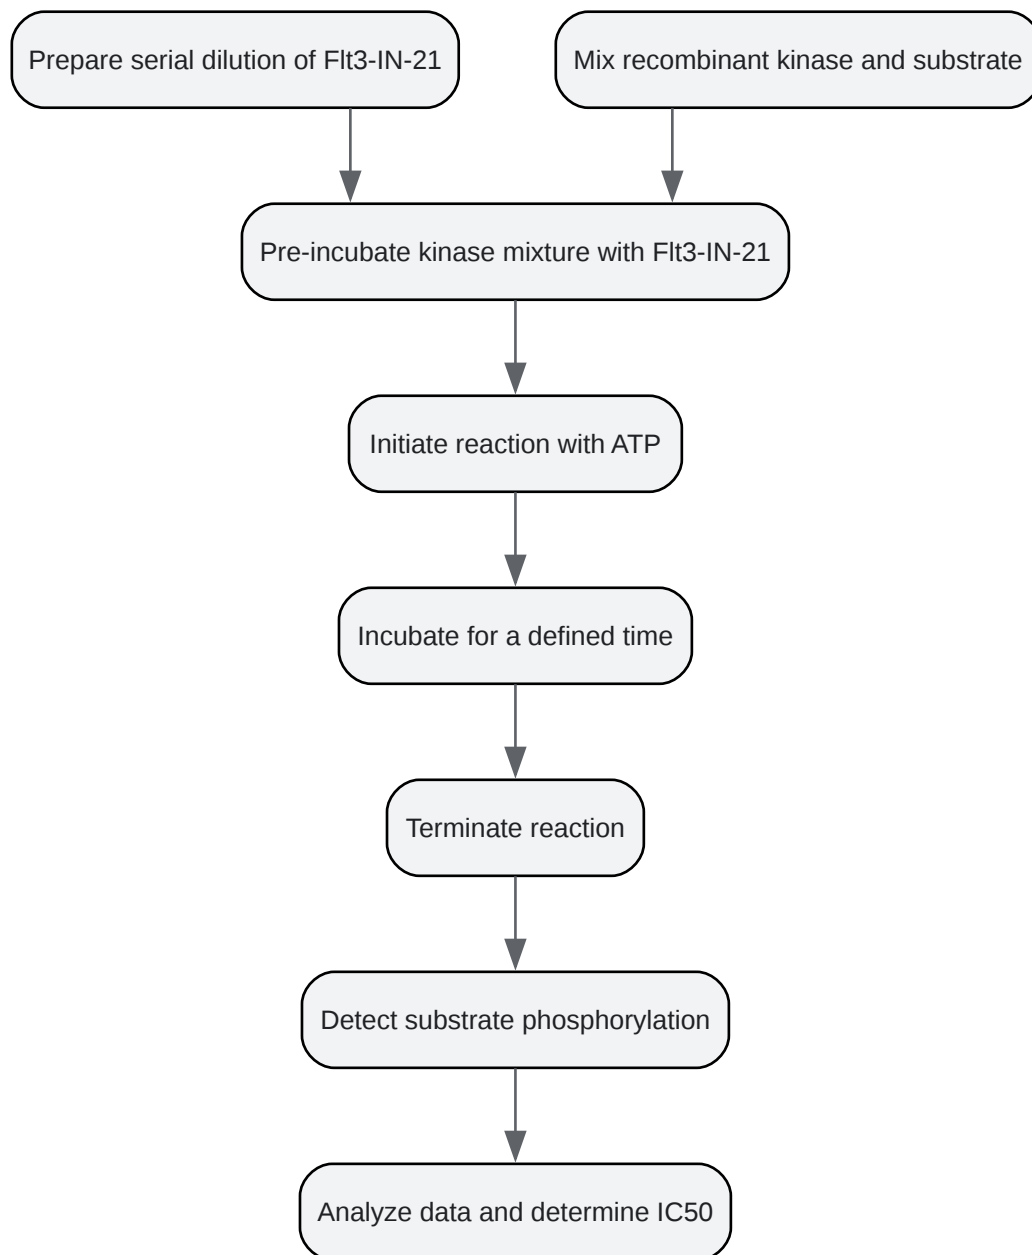 Prepare serial dilution of Flt3-IN-21
Mix recombinant kinase and substrate
Pre-incubate kinase mixture with Flt3-IN-21
Initiate reaction with ATP
Incubate for a defined time
Terminate reaction
Detect substrate phosphorylation
Analyze data and determine IC50